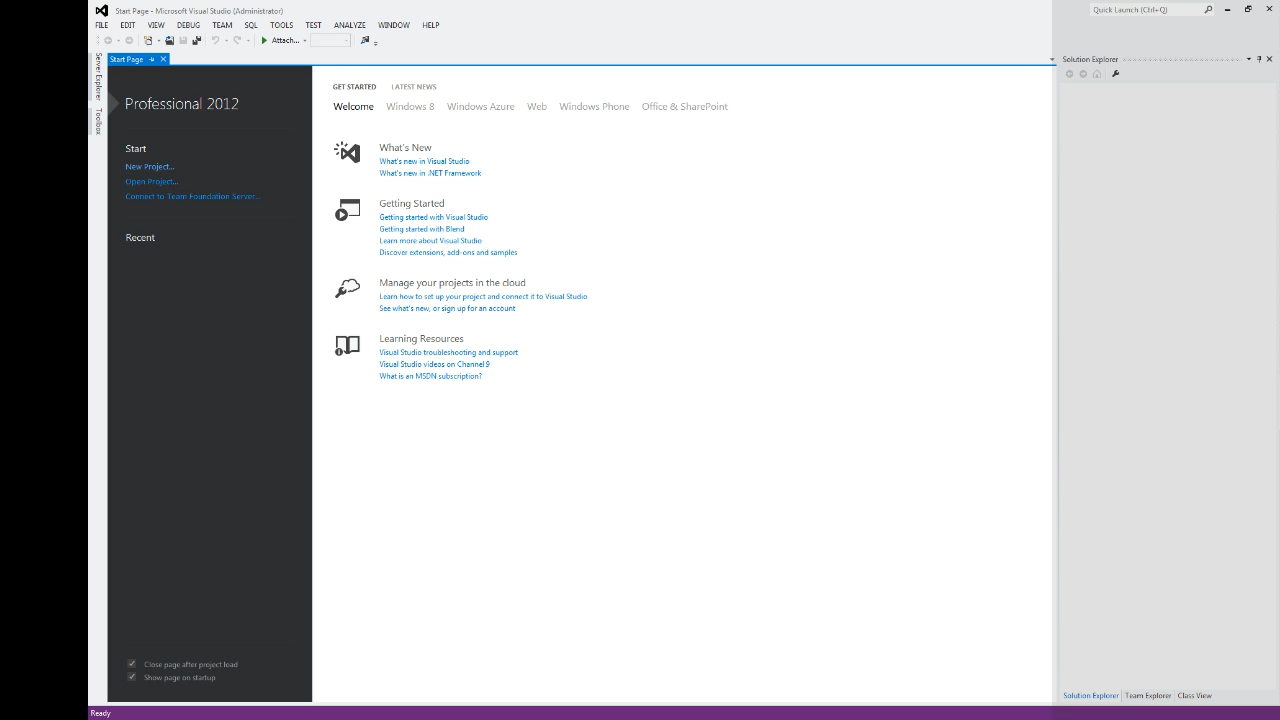 Start Page - Microsoft Visual Studio (Administrator)
Quick Launch (Ctrl+Q)
FILE EDIT VIEW DEBUG TEAM SQL TOOLS TEST ANALYZE WINDOW HELP
Attach...
Server Explorer
Toolbox
Start Page
Professional 2012
Start
New Project...
Open Project...
Connect to Team Foundation Server...
Recent
Close page after project load
Show page on startup
GET STARTED LATEST NEWS
Welcome Windows 8 Windows Azure Web Windows Phone Office & SharePoint
What's New
What's new in Visual Studio
What's new in .NET Framework
Getting Started
Getting started with Visual Studio
Getting started with Blend
Learn more about Visual Studio
Discover extensions, add-ons and samples
Manage your projects in the cloud
Learn how to set up your project and connect it to Visual Studio
See what's new, or sign up for an account
Learning Resources
Visual Studio troubleshooting and support
Visual Studio videos on Channel 9
What is an MSDN subscription?
Solution Explorer
Solution Explorer Team Explorer Class View
Ready